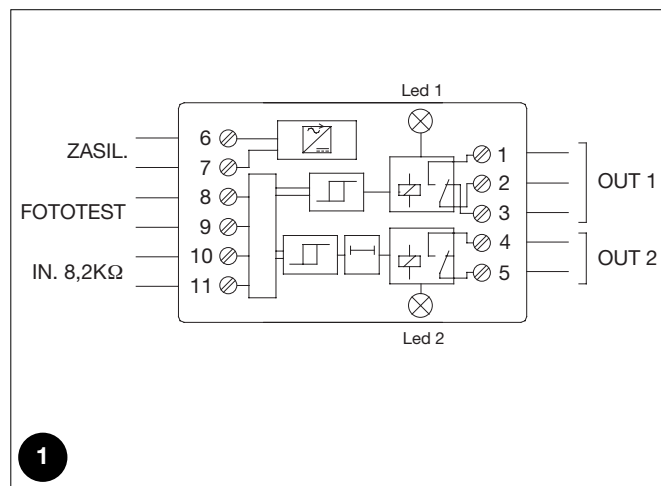 Led 1
ZASIL.
6
7
FOTOTEST
8
9
IN. 8,2KΩ
10
11
1
2
3
OUT 1
4
5
OUT 2
Led 2
1